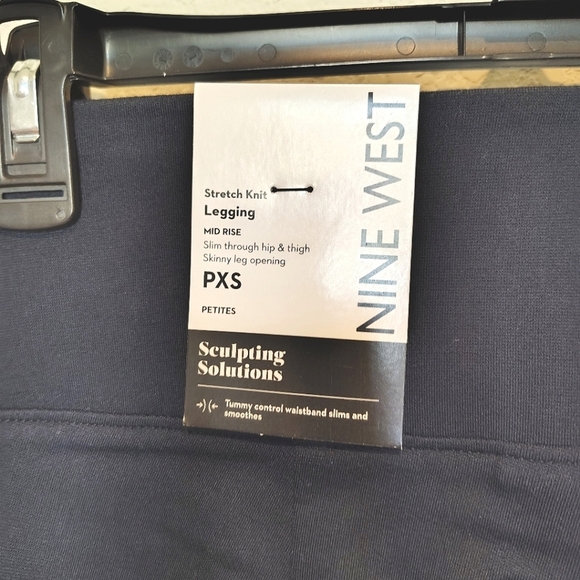 NINE WEST
Stretch Knit
Legging
MID RISE
Slim through hip & thigh
Skinny leg opening
PXS
PETITES
Sculpting
Solutions
Tummy control waistband slims and
smoothes